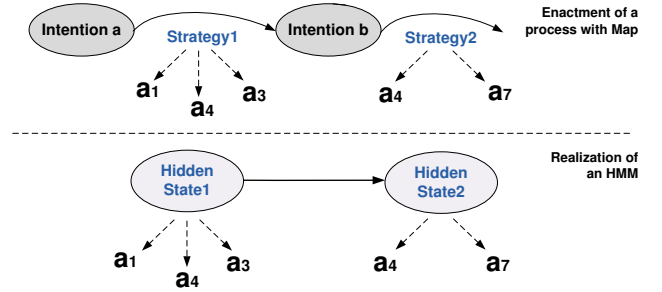 Intention a
Strategy1
Intention b
Strategy2
Enactment of a
process with Map
a1
a4
a3
a4
a7
Hidden
State1
Hidden
State2
Realization of
an HMM
a1
a4
a3
a4
a7